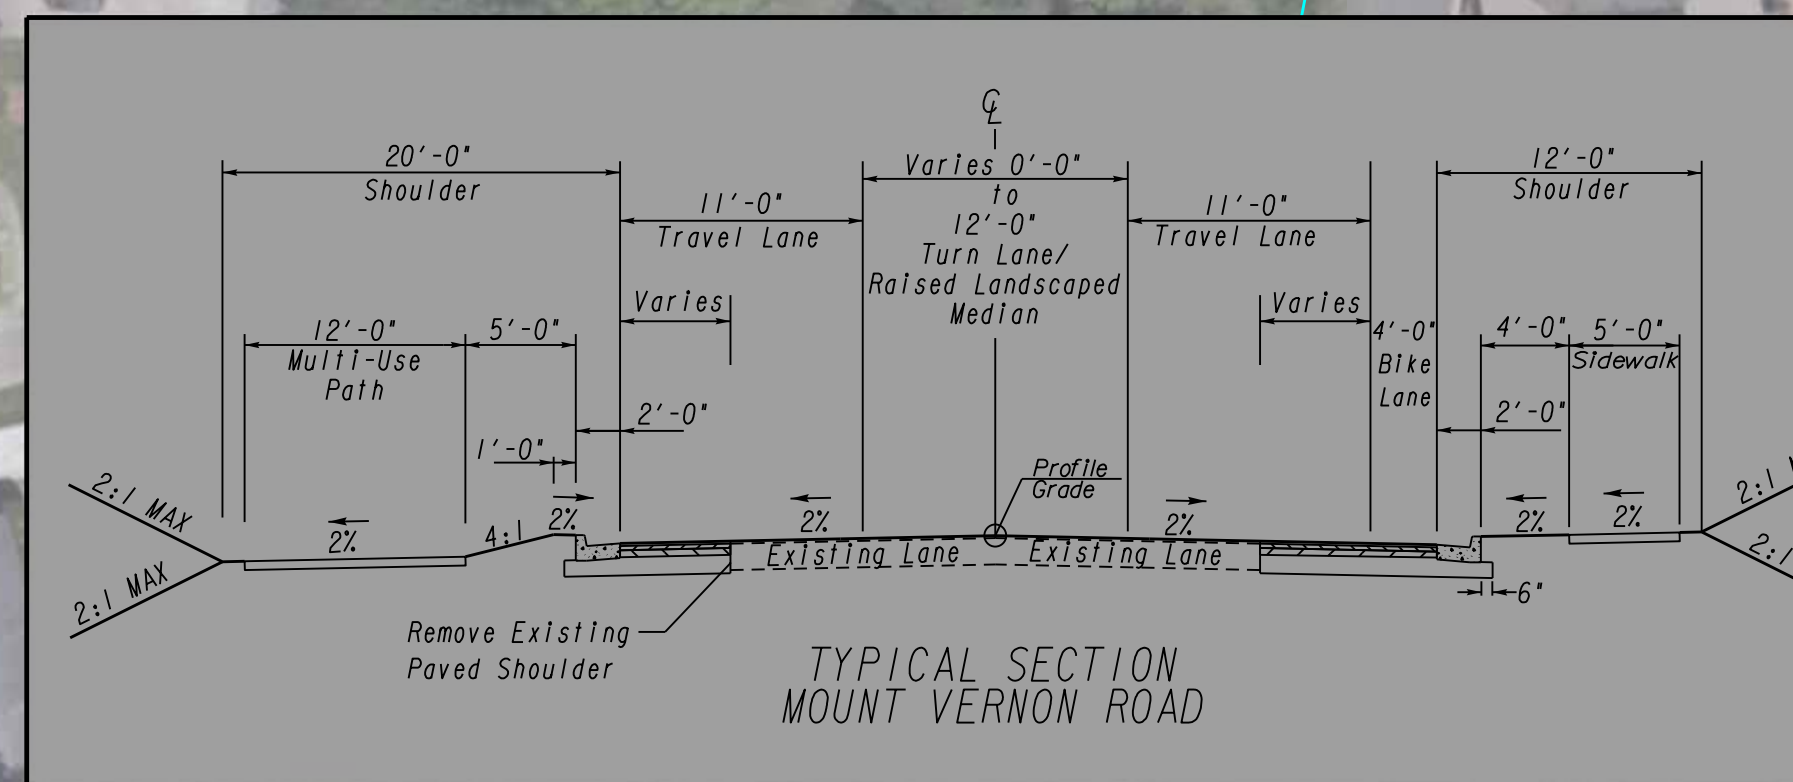 ℄
20'-0"
Shoulder
Varies 0'-0"
to
12'-0"
Turn Lane/
Raised Landscaped
Median
12'-0"
Shoulder
11'-0"
Travel Lane
11'-0"
Travel Lane
Varies
Varies
12'-0"
Multi-Use
Path
5'-0"
4'-0"
Bike
Lane
4'-0"
5'-0"
Sidewalk
2'-0"
2'-0"
1'-0"
Profile
Grade
2:1 MAX
2:1 MAX
2%
4:1
2%
2%
2%
2%
2%
2:1
2:1
Existing Lane
Existing Lane
6"
Remove Existing
Paved Shoulder
TYPICAL SECTION
MOUNT VERNON ROAD